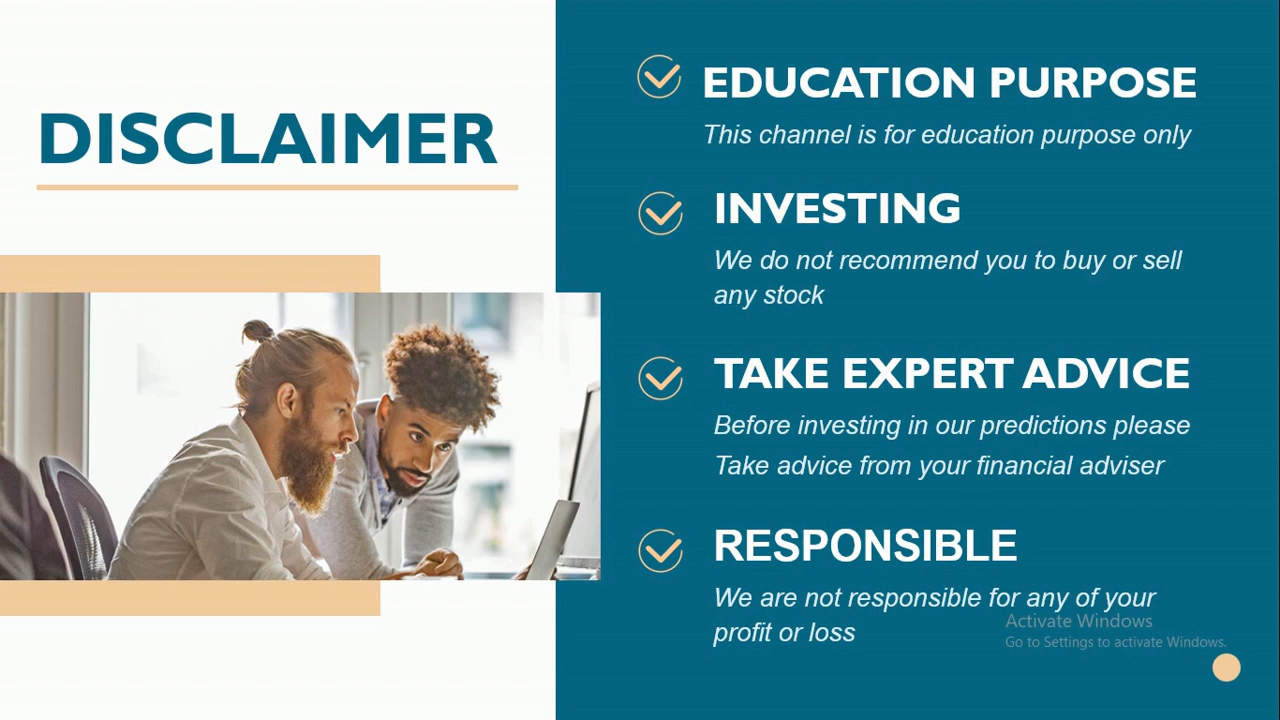 DISCLAIMER
EDUCATION PURPOSE
This channel is for education purpose only
INVESTING
We do not recommend you to buy or sell
any stock
TAKE EXPERT ADVICE
Before investing in our predictions please
Take advice from your financial adviser
RESPONSIBLE
We are not responsible for any of your
profit or loss
Activate Windows
Go to Settings to activate Windows.